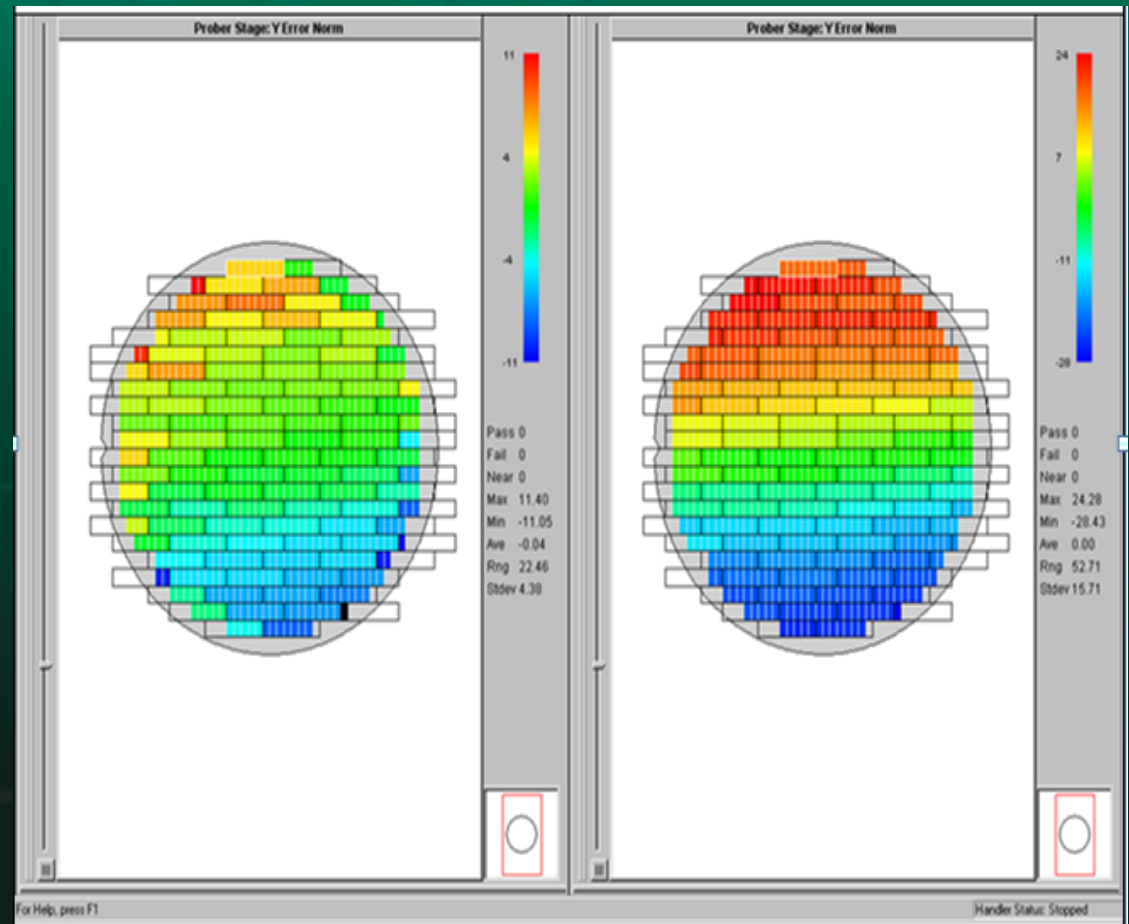 Prober Stage: Y Error Norm
11
4
-4
-11
Pass 0
Fail 0
Near 0
Max 11.40
Min -11.05
Ave -0.04
Rng 22.46
Stdev 4.38
Prober Stage: Y Error Norm
24
7
-11
-28
Pass 0
Fail 0
Near 0
Max 24.28
Min -28.43
Ave 0.00
Rng 52.71
Stdev 15.71
For Help, press F1
Handler Status: Stopped